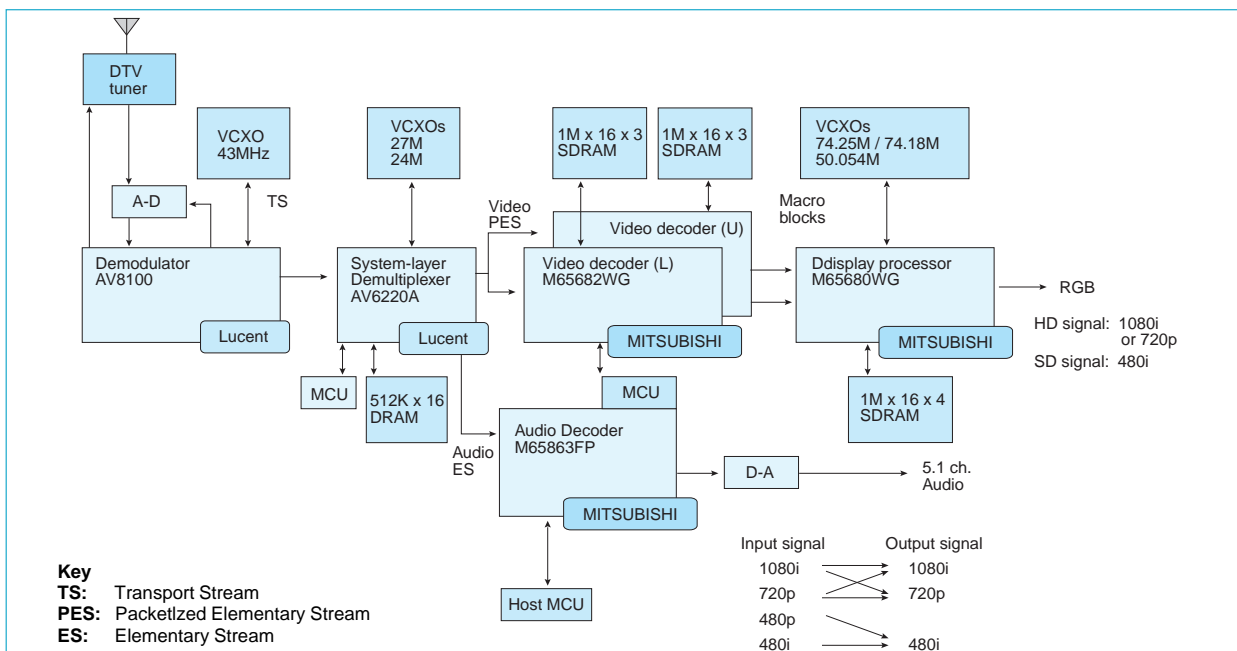 DTV
tuner
VCXO
43MHz
VCXOs
27M
24M
1M x 16 x 3
SDRAM
1M x 16 x 3
SDRAM
VCXOs
74.25M / 74.18M
50.054M
A-D
TS
Video
PES
Macro
blocks
Video decoder (U)
Demodulator
AV8100
Lucent
System-layer
Demultiplexer
AV6220A
Lucent
Video decoder (L)
M65682WG
MITSUBISHI
Ddisplay processor
M65680WG
MITSUBISHI
RGB
HD signal: 1080i
or 720p
SD signal: 480i
MCU
512K x 16
DRAM
MCU
1M x 16 x 4
SDRAM
Audio
ES
Audio Decoder
M65863FP
MITSUBISHI
D-A
5.1 ch.
Audio
Host MCU
Input signal Output signal
1080i 1080i
720p 720p
480p
480i 480i
Key
TS: Transport Stream
PES: Packetlzed Elementary Stream
ES: Elementary Stream